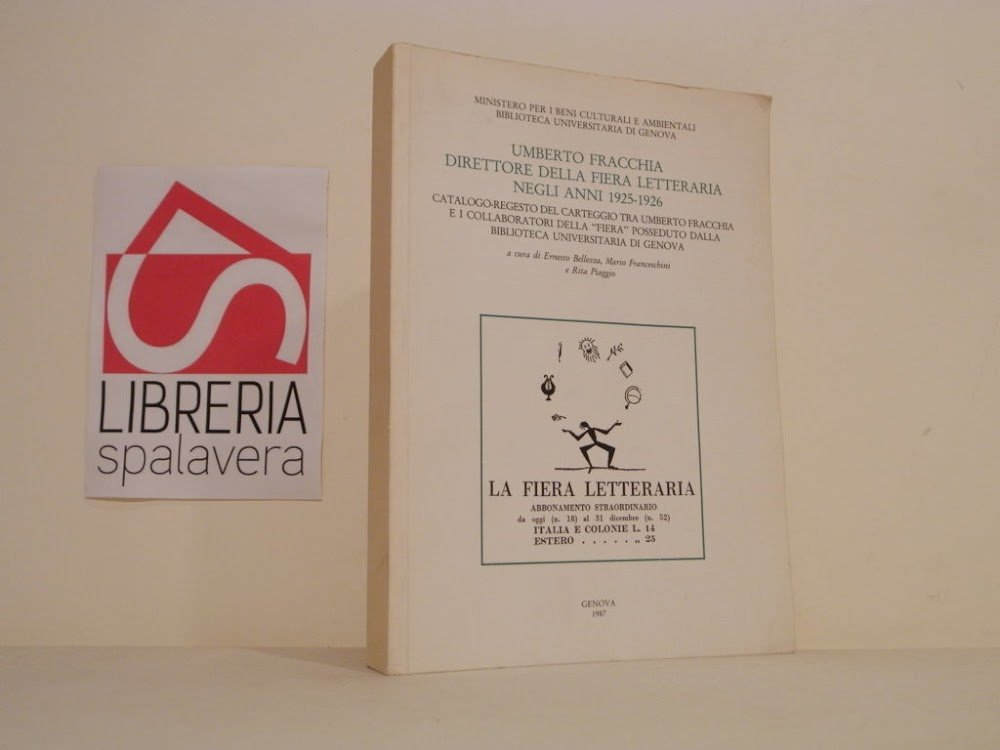 LIBRERIA
spalavera
MINISTERO PER I BENI CULTURALI E AMBIENTALI
BIBLIOTECA UNIVERSITARIA DI GENOVA
UMBERTO FRACCHIA
DIRETTORE DELLA FIERA LETTERARIA
NEGLI ANNI 1925-1926
CATALOGO-REGESTO DEL CARTEGGIO TRA UMBERTO FRACCHIA
E I COLLABORATORI DELLA "FIERA" POSSEDUTO DALLA
BIBLIOTECA UNIVERSITARIA DI GENOVA
a cura di Ernesto Bellezza, Mario Franceschini
e Rita Piaggio
LA FIERA LETTERARIA
ABBONAMENTO STRAORDINARIO
da oggi (n. 18) al 31 dicembre (n. 52)
ITALIA E COLONIE L. 14
ESTERO . . . . . „ 25
GENOVA
1987